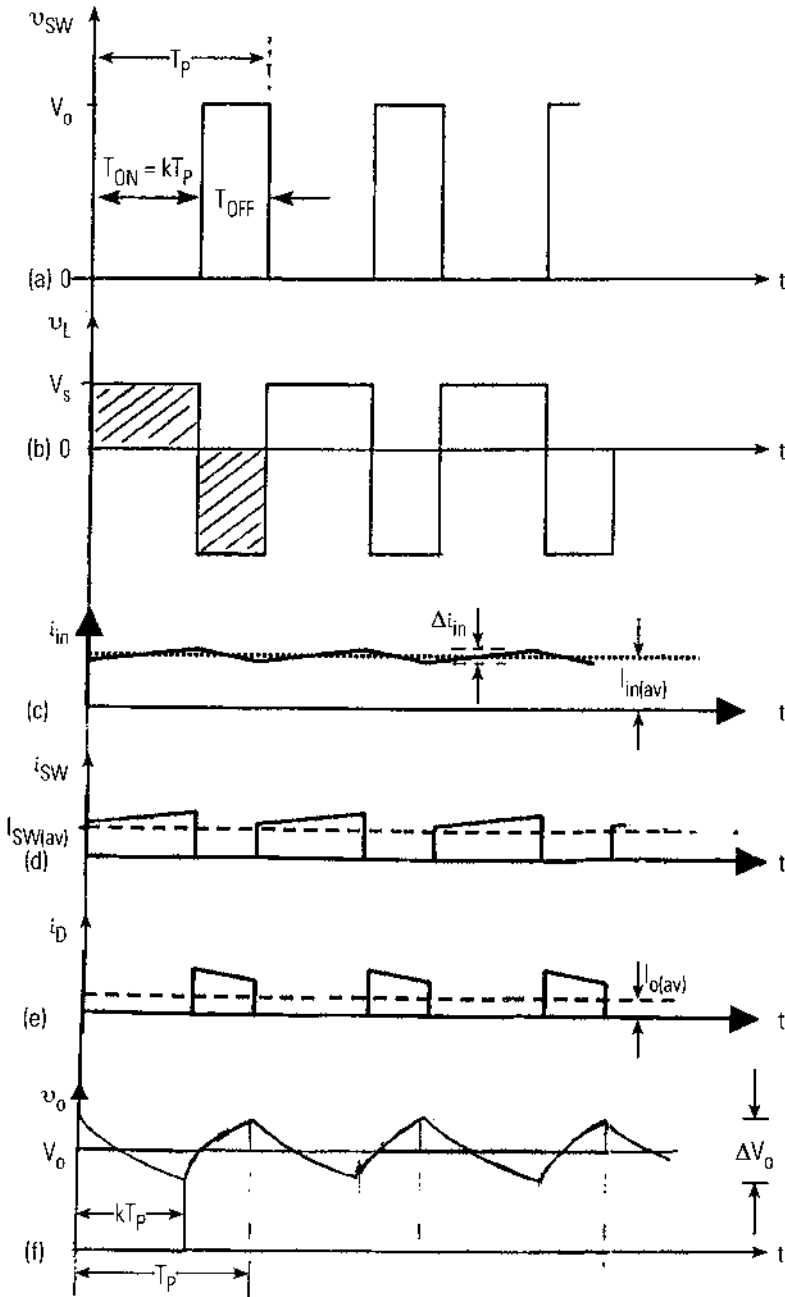 υSW
TP
Vo
TON = kTP
TOFF
(a) 0
t
υL
Vs
(b) 0
t
iin
Δiin
Iin(av)
(c)
t
iSW
ISW(av)
(d)
t
iD
Io(av)
(e)
t
υo
Vo
ΔVo
kTP
(f)
t
TP